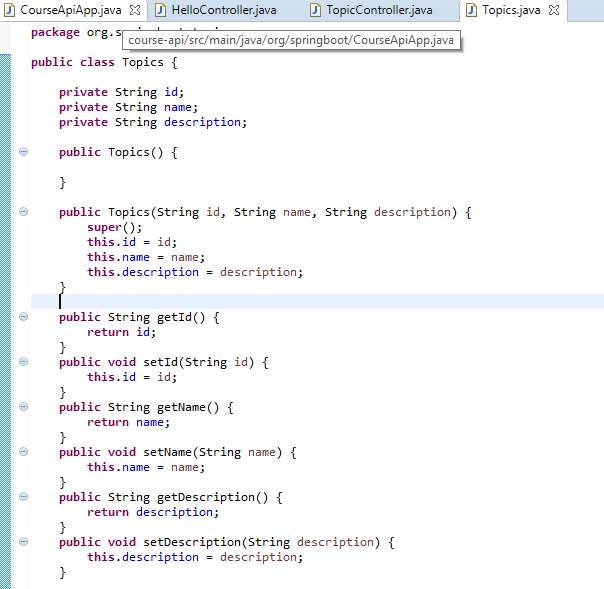 CourseApiApp.java HelloController.java TopicController.java Topics.java
package
course-api/src/main/java/org/springboot/CourseApiApp.java
public class Topics {
private String id;
private String name;
private String description;
public Topics() {
}
public Topics(String id, String name, String description) {
super();
this.id = id;
this.name = name;
this.description = description;
}
public String getId() {
return id;
}
public void setId(String id) {
this.id = id;
}
public String getName() {
return name;
}
public void setName(String name) {
this.name = name;
}
public String getDescription() {
return description;
}
public void setDescription(String description) {
this.description = description;
}